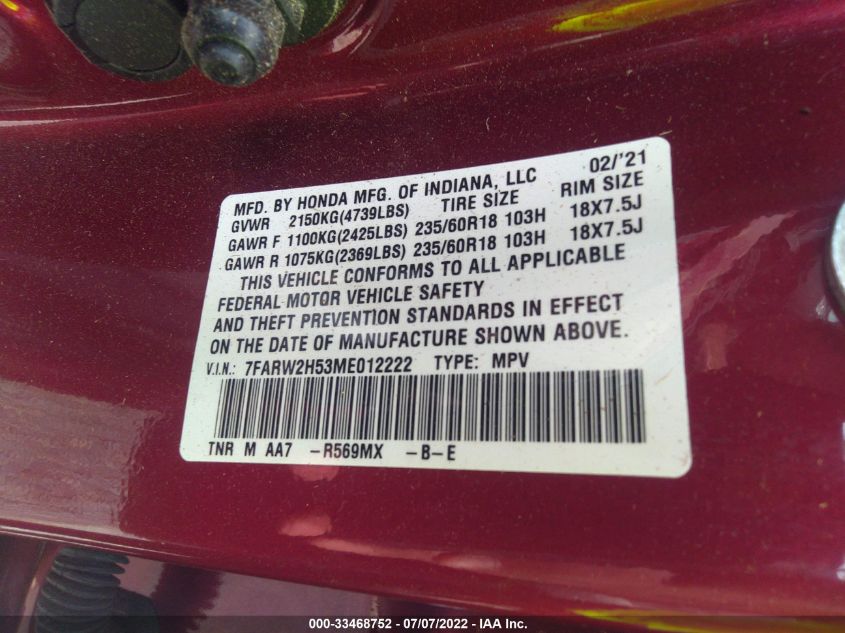 MFD. BY HONDA MFG. OF INDIANA, LLC 02/'21
GVWR 2150KG(4739LBS) TIRE SIZE RIM SIZE
GAWR F 1100KG(2425LBS) 235/60R18 103H 18X7.5J
GAWR R 1075KG(2369LBS) 235/60R18 103H 18X7.5J
THIS VEHICLE CONFORMS TO ALL APPLICABLE
FEDERAL MOTOR VEHICLE SAFETY
AND THEFT PREVENTION STANDARDS IN EFFECT
ON THE DATE OF MANUFACTURE SHOWN ABOVE.
V.I.N.: 7FARW2H53ME012222 TYPE: MPV
TNR M AA7 -R569MX -B-E
000-33468752 - 07/07/2022 - IAA Inc.